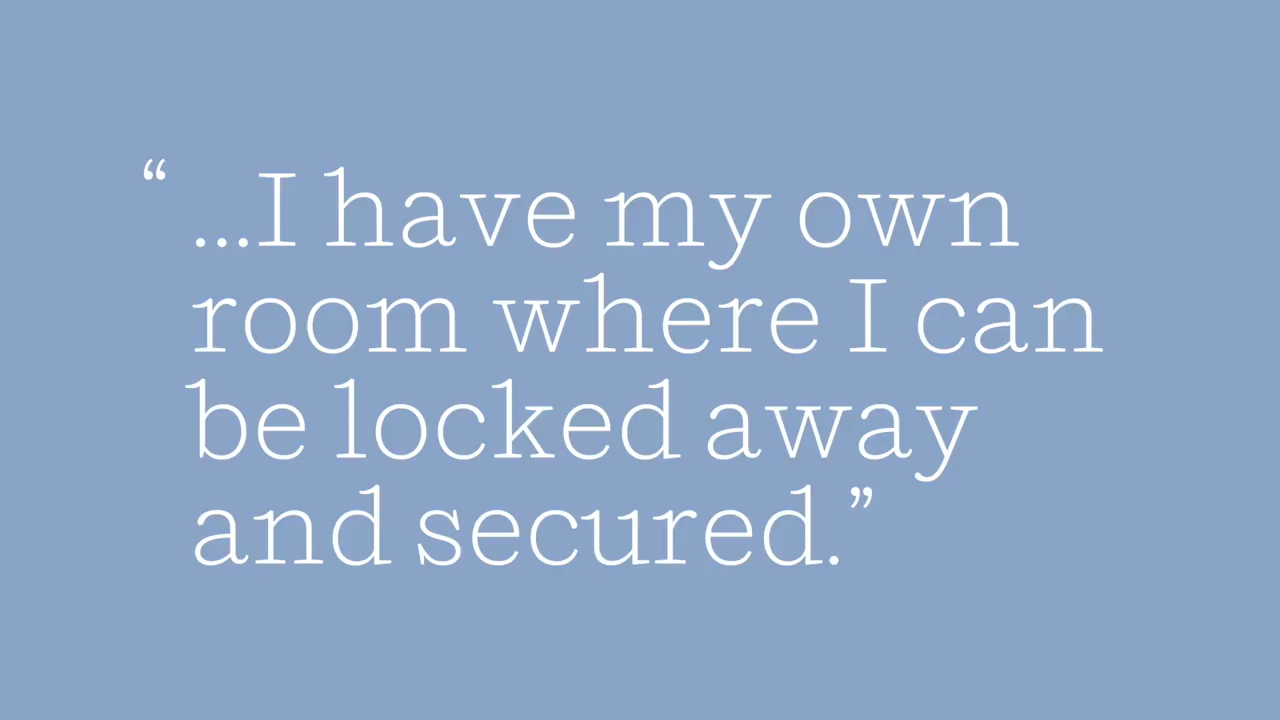 “...I have my own
room where I can
be locked away
and secured.”